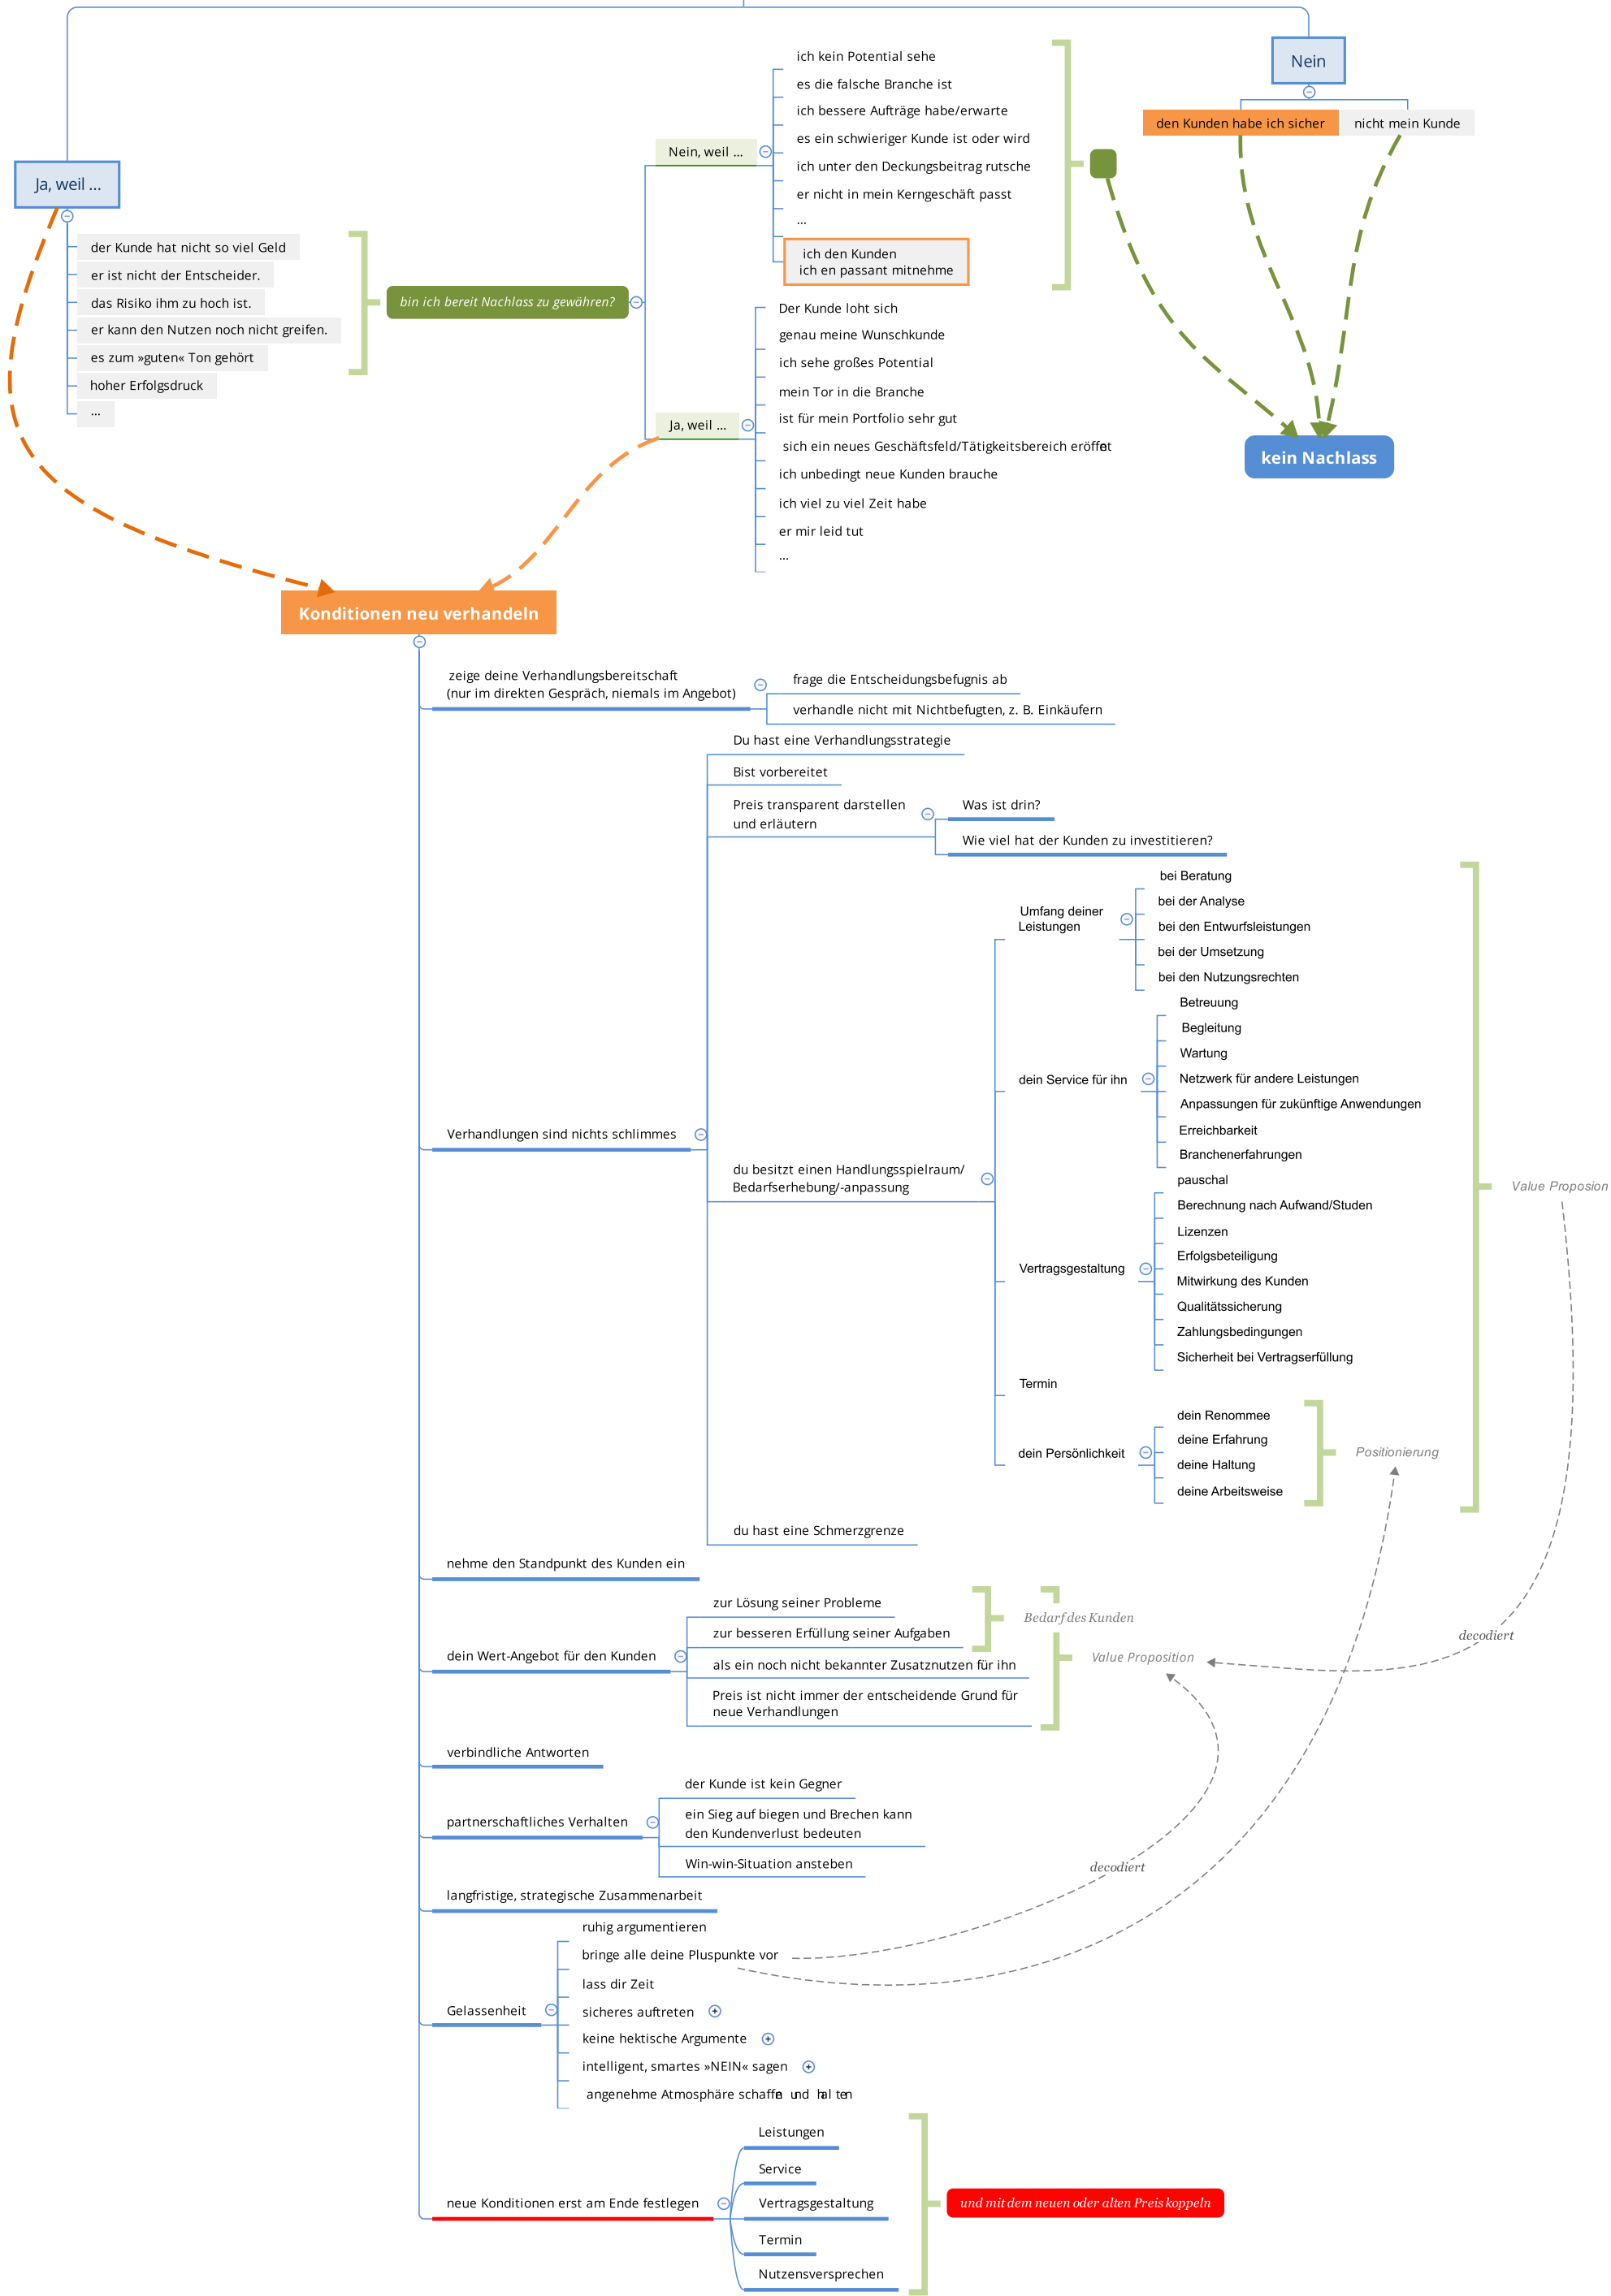 Nein
den Kunden habe ich sicher
nicht mein Kunde
Ja, weil ...
der Kunde hat nicht so viel Geld
er ist nicht der Entscheider.
das Risiko ihm zu hoch ist.
er kann den Nutzen noch nicht greifen.
es zum »guten« Ton gehört
hoher Erfolgsdruck
...
bin ich bereit Nachlass zu gewähren?
Nein, weil ...
ich kein Potential sehe
es die falsche Branche ist
ich bessere Aufträge habe/erwarte
es ein schwieriger Kunde ist oder wird
ich unter den Deckungsbeitrag rutsche
er nicht in mein Kerngeschäft passt
...
ich den Kunden
ich en passant mitnehme
Ja, weil ...
Der Kunde loht sich
genau meine Wunschkunde
ich sehe großes Potential
mein Tor in die Branche
ist für mein Portfolio sehr gut
sich ein neues Geschäftsfeld/Tätigkeitsbereich eröffnet
ich unbedingt neue Kunden brauche
ich viel zu viel Zeit habe
er mir leid tut
...
kein Nachlass
Konditionen neu verhandeln
zeige deine Verhandlungsbereitschaft
(nur im direkten Gespräch, niemals im Angebot)
frage die Entscheidungsbefugnis ab
verhandle nicht mit Nichtbefugten, z. B. Einkäufern
Verhandlungen sind nichts schlimmes
Du hast eine Verhandlungsstrategie
Bist vorbereitet
Preis transparent darstellen
und erläutern
Was ist drin?
Wie viel hat der Kunden zu investitieren?
du besitzt einen Handlungsspielraum/
Bedarfserhebung/-anpassung
Umfang deiner
Leistungen
bei Beratung
bei der Analyse
bei den Entwurfsleistungen
bei der Umsetzung
bei den Nutzungsrechten
dein Service für ihn
Betreuung
Begleitung
Wartung
Netzwerk für andere Leistungen
Anpassungen für zukünftige Anwendungen
Erreichbarkeit
Branchenerfahrungen
Vertragsgestaltung
pauschal
Berechnung nach Aufwand/Studen
Lizenzen
Erfolgsbeteiligung
Mitwirkung des Kunden
Qualitätssicherung
Zahlungsbedingungen
Sicherheit bei Vertragserfüllung
Termin
dein Persönlichkeit
dein Renommee
deine Erfahrung
deine Haltung
deine Arbeitsweise
Positionierung
Value Proposion
du hast eine Schmerzgrenze
nehme den Standpunkt des Kunden ein
dein Wert-Angebot für den Kunden
zur Lösung seiner Probleme
zur besseren Erfüllung seiner Aufgaben
als ein noch nicht bekannter Zusatznutzen für ihn
Preis ist nicht immer der entscheidende Grund für
neue Verhandlungen
Bedarf des Kunden
Value Proposition
decodiert
verbindliche Antworten
partnerschaftliches Verhalten
der Kunde ist kein Gegner
ein Sieg auf biegen und Brechen kann
den Kundenverlust bedeuten
Win-win-Situation ansteben
decodiert
langfristige, strategische Zusammenarbeit
Gelassenheit
ruhig argumentieren
bringe alle deine Pluspunkte vor
lass dir Zeit
sicheres auftreten
keine hektische Argumente
intelligent, smartes »NEIN« sagen
angenehme Atmosphäre schaffen und halten
neue Konditionen erst am Ende festlegen
Leistungen
Service
Vertragsgestaltung
Termin
Nutzensversprechen
und mit dem neuen oder alten Preis koppeln